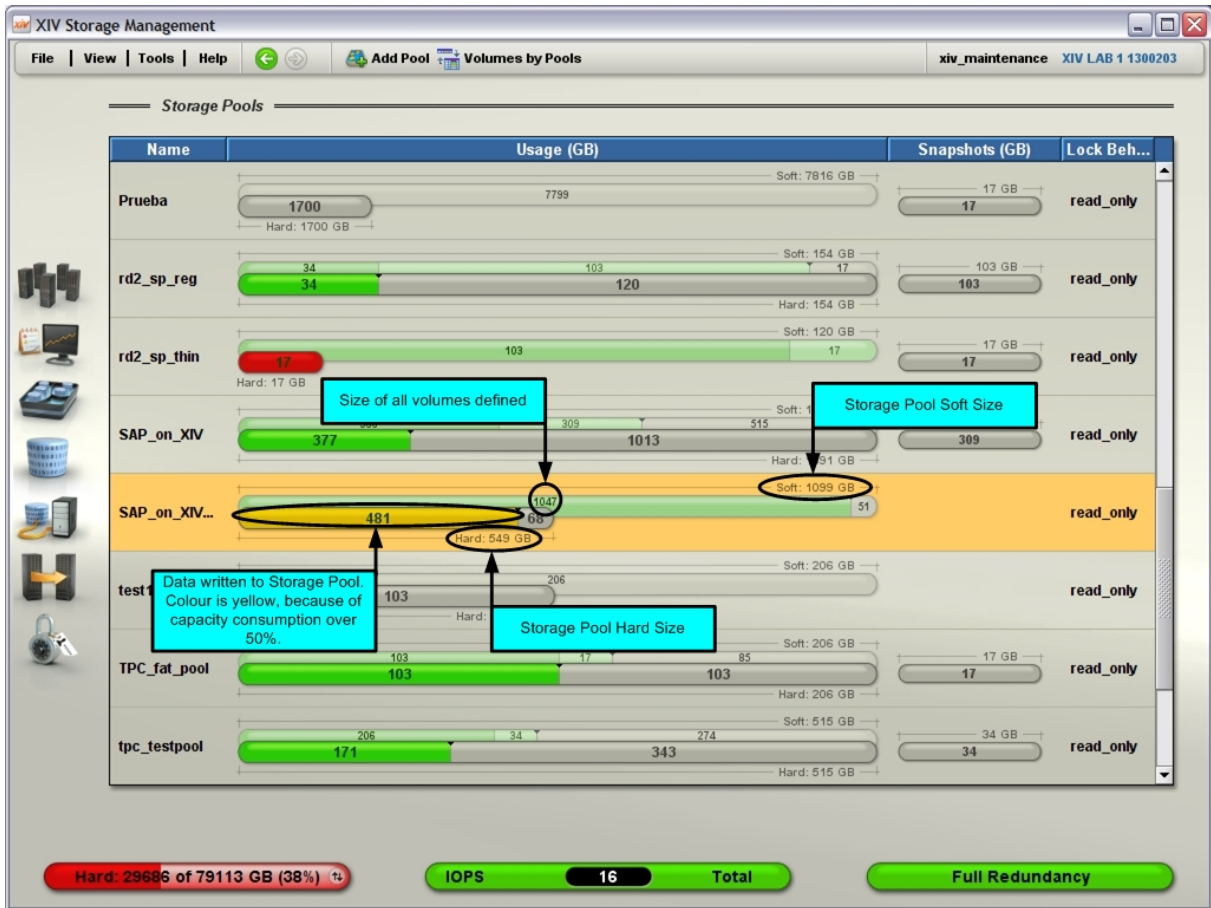 XIV Storage Management
File | View | Tools | Help Add Pool Volumes by Pools xiv_maintenance XIV LAB 1 1300203
Storage Pools
Name Usage (GB) Snapshots (GB) Lock Beh...
Soft: 7816 GB
7799
Prueba 1700 17 GB 17 read_only
Hard: 1700 GB
Soft: 154 GB
34 103 17
rd2_sp_reg 34 120 103 GB 103 read_only
Hard: 154 GB
Soft: 120 GB
103 17
rd2_sp_thin 17 17 GB 17 read_only
Hard: 17 GB
Size of all volumes defined
Storage Pool Soft Size
Soft: 1
309 515
SAP_on_XIV 377 1013 309 read_only
Hard: 91 GB
Soft: 1099 GB
1047 51
SAP_on_XIV... 481 68 read_only
Hard: 549 GB
Soft: 206 GB
206
test1 103 read_only
Hard:
Data written to Storage Pool.
Colour is yellow, because of
capacity consumption over
50%.
Storage Pool Hard Size
Soft: 206 GB
103 17 85
TPC_fat_pool 103 103 17 GB 17 read_only
Hard: 206 GB
Soft: 515 GB
206 34 274
tpc_testpool 171 343 34 GB 34 read_only
Hard: 515 GB
Hard: 29686 of 79113 GB (38%) IOPS 16 Total Full Redundancy